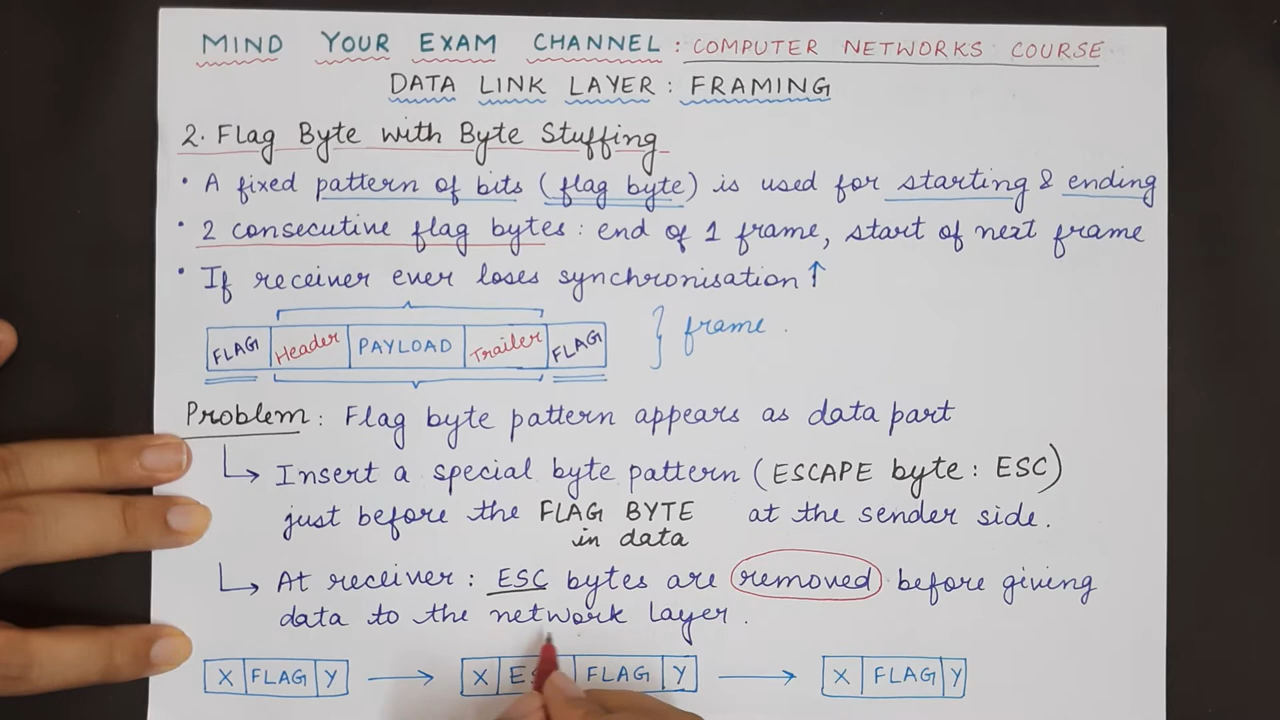 MIND YOUR EXAM CHANNEL : COMPUTER NETWORKS COURSE
DATA LINK LAYER : FRAMING
2. Flag Byte with Byte Stuffing
• A fixed pattern of bits (flag byte) is used for starting & ending
• 2 consecutive flag bytes : end of 1 frame, start of next frame
• If receiver ever loses synchronisation ↑
FLAG Header PAYLOAD Trailer FLAG } frame.
Problem : Flag byte pattern appears as data part
↳ Insert a special byte pattern (ESCAPE byte : ESC)
just before the FLAG BYTE at the sender side.
in data
↳ At receiver : ESC bytes are removed before giving
data to the network layer.
X FLAG Y → X FLAG Y → X FLAG Y